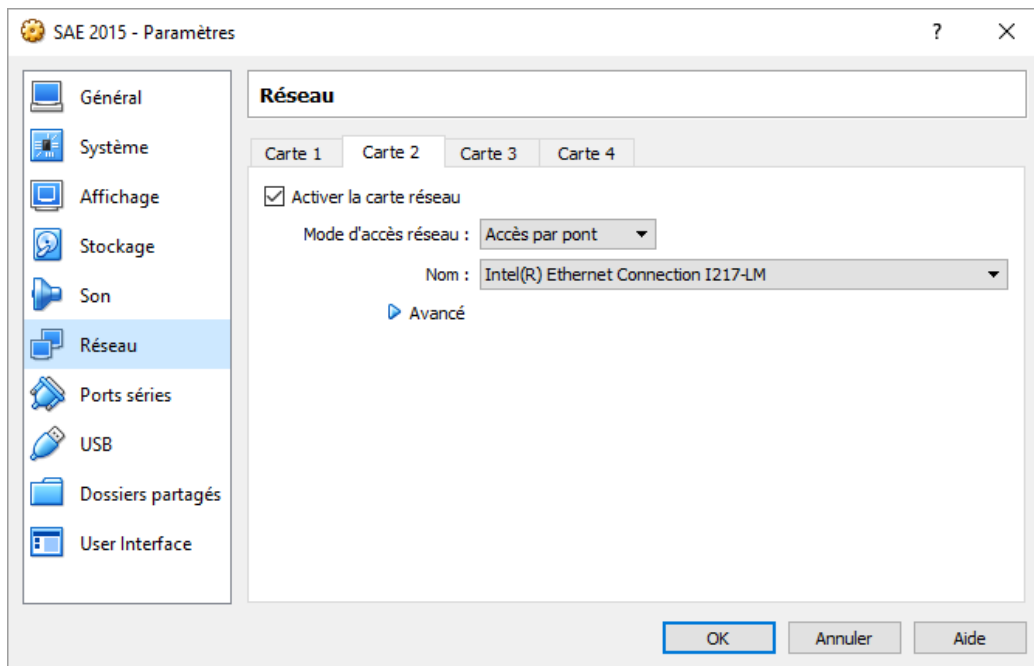 SAE 2015 - Paramètres
?
Général
Système
Affichage
Stockage
Son
Réseau
Ports séries
USB
Dossiers partagés
User Interface
Réseau
Carte 1 Carte 2 Carte 3 Carte 4
Activer la carte réseau
Mode d'accès réseau : Accès par pont
Nom : Intel(R) Ethernet Connection I217-LM
Avancé
OK Annuler Aide